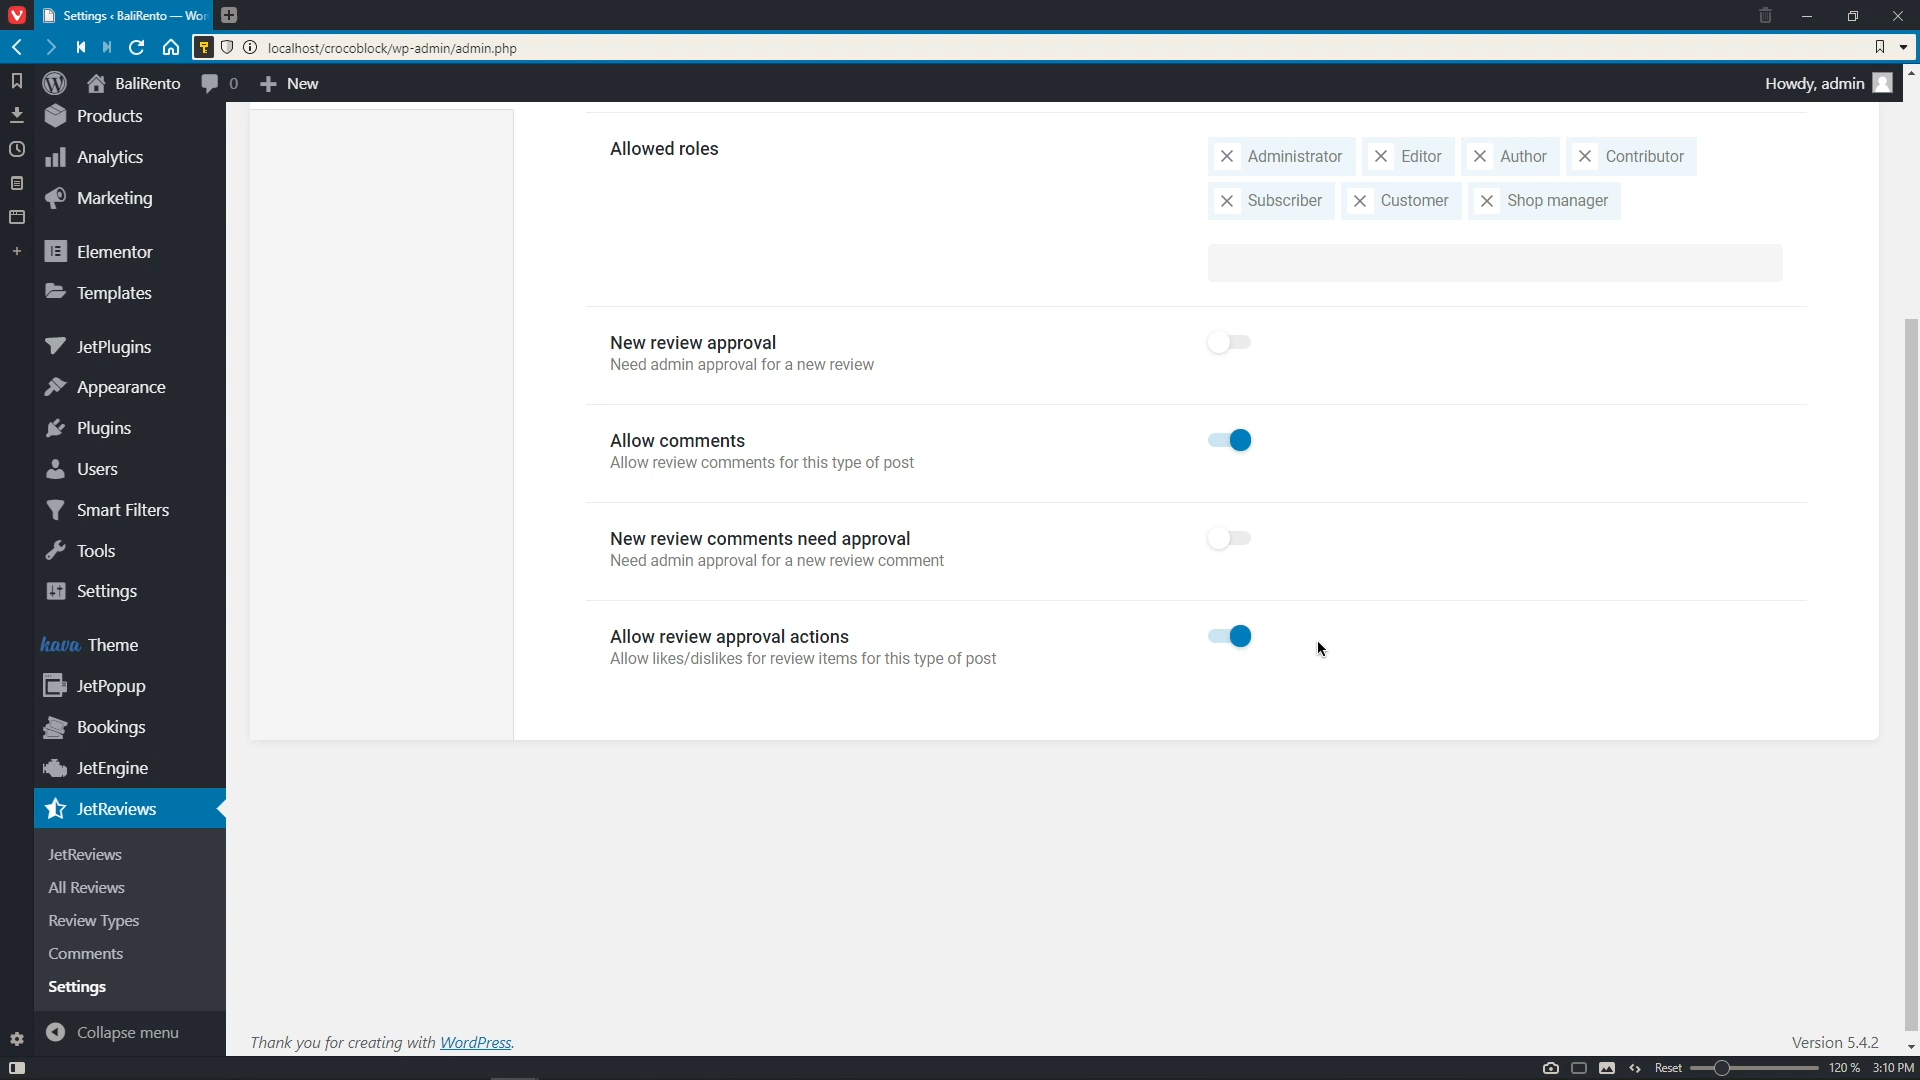 Settings ‹ BaliRento — Wor
localhost/crocoblock/wp-admin/admin.php
BaliRento 0 New Howdy, admin
Products
Analytics
Marketing
Elementor
Templates
JetPlugins
Appearance
Plugins
Users
Smart Filters
Tools
Settings
kava Theme
JetPopup
Bookings
JetEngine
JetReviews
JetReviews
All Reviews
Review Types
Comments
Settings
Collapse menu
Allowed roles
Administrator Editor Author Contributor
Subscriber Customer Shop manager
New review approval
Need admin approval for a new review
Allow comments
Allow review comments for this type of post
New review comments need approval
Need admin approval for a new review comment
Allow review approval actions
Allow likes/dislikes for review items for this type of post
Thank you for creating with WordPress. Version 5.4.2
Reset 120 % 3:10 PM